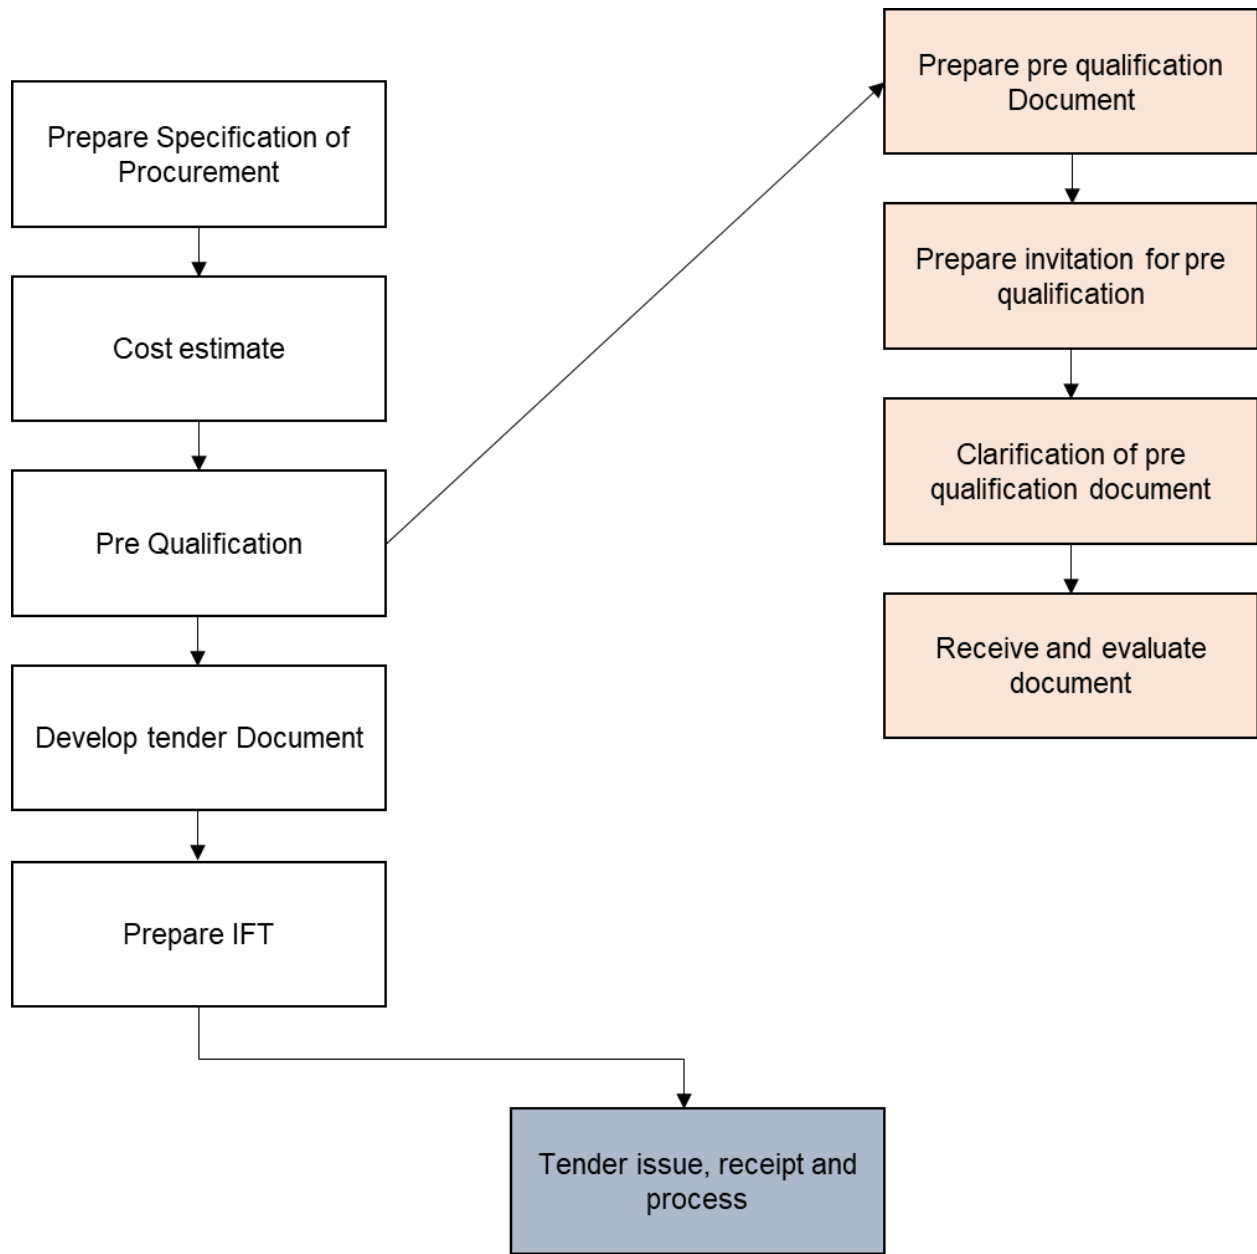 Prepare Specification of
Procurement
Cost estimate
Pre Qualification
Develop tender Document
Prepare IFT
Prepare pre qualification
Document
Prepare invitation for pre
qualification
Clarification of pre
qualification document
Receive and evaluate
document
Tender issue, receipt and
process